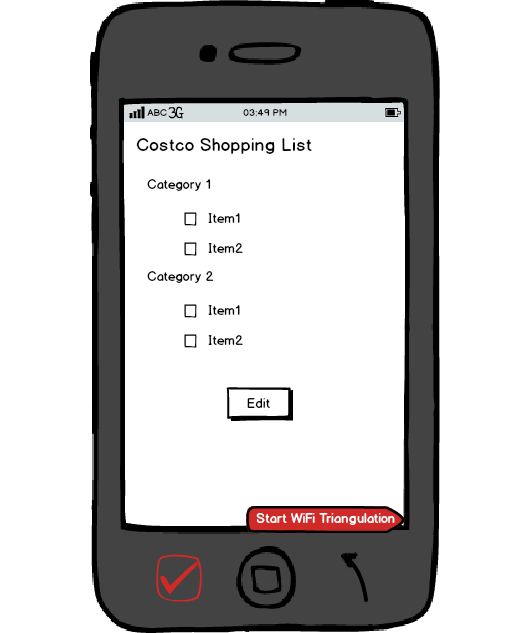 ABC 3G 03:49 PM
Costco Shopping List
Category 1
Item1
Item2
Category 2
Item1
Item2
Edit
Start WiFi Triangulation